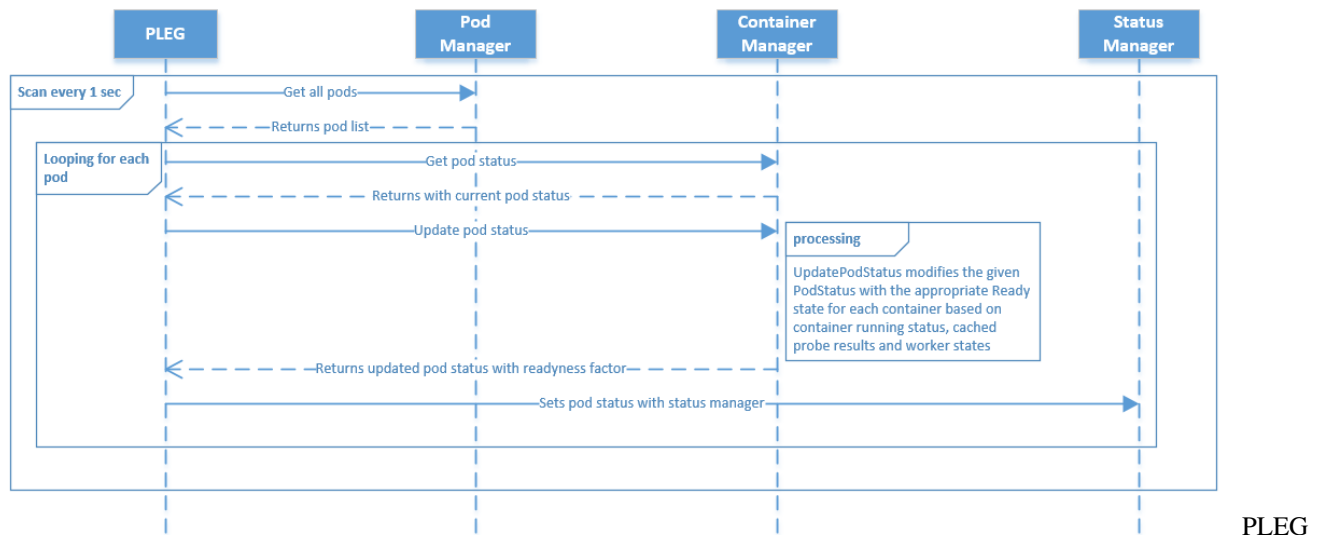 PLEG
Pod
Manager
Container
Manager
Status
Manager
Scan every 1 sec
Get all pods
Returns pod list
Looping for each
pod
Get pod status
Returns with current pod status
Update pod status
processing
UpdatePodStatus modifies the given
PodStatus with the appropriate Ready
state for each container based on
container running status, cached
probe results and worker states
Returns updated pod status with readyness factor
Sets pod status with status manager
PLEG